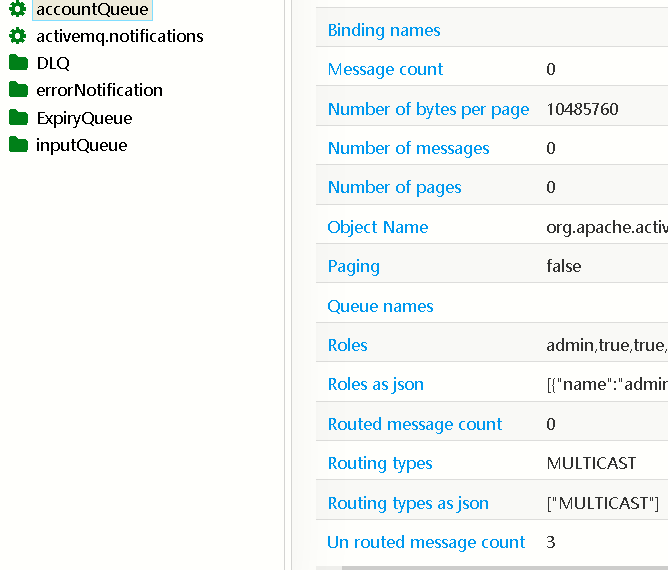 accountQueue
activemq.notifications
DLQ
errorNotification
ExpiryQueue
inputQueue
Binding names
Message count 0
Number of bytes per page 10485760
Number of messages 0
Number of pages 0
Object Name org.apache.activ
Paging false
Queue names
Roles admin,true,true,
Roles as json [{"name":"admin
Routed message count 0
Routing types MULTICAST
Routing types as json ["MULTICAST"]
Un routed message count 3